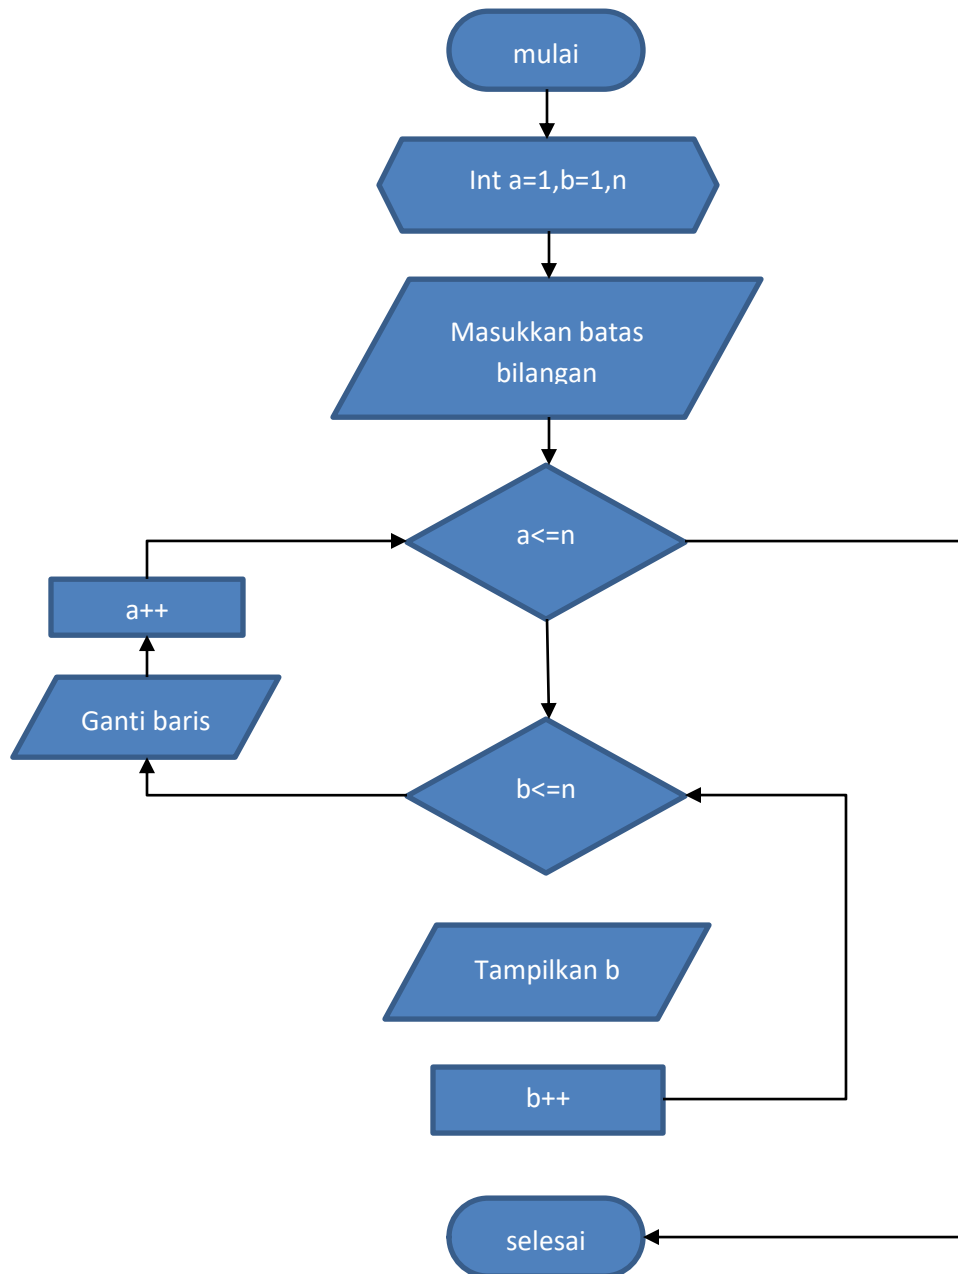 mulai
Int a=1,b=1,n
Masukkan batas
bilangan
a<=n
a++
Ganti baris
b<=n
Tampilkan b
b++
selesai